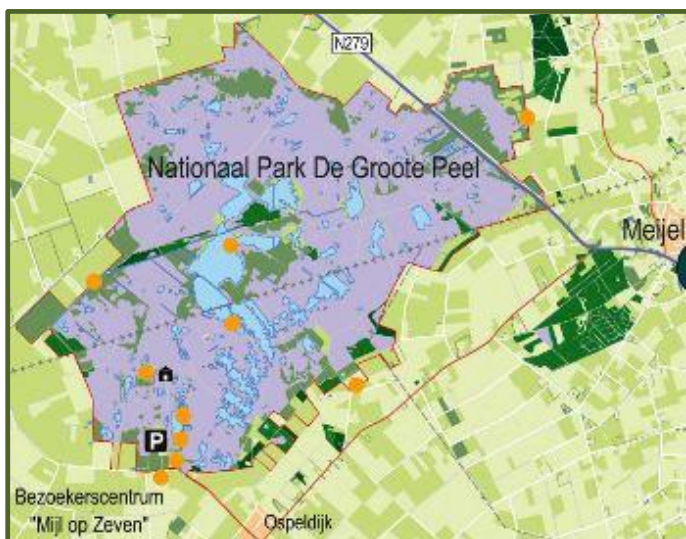 N279
Nationaal Park De Groote Peel
Meijel
P
Bezoekerscentrum
"Mijl op Zeven"
Ospeldijk